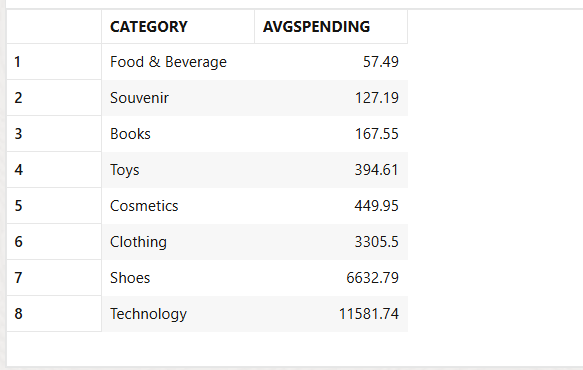 CATEGORY AVGSPENDING
1 Food & Beverage 57.49
2 Souvenir 127.19
3 Books 167.55
4 Toys 394.61
5 Cosmetics 449.95
6 Clothing 3305.5
7 Shoes 6632.79
8 Technology 11581.74